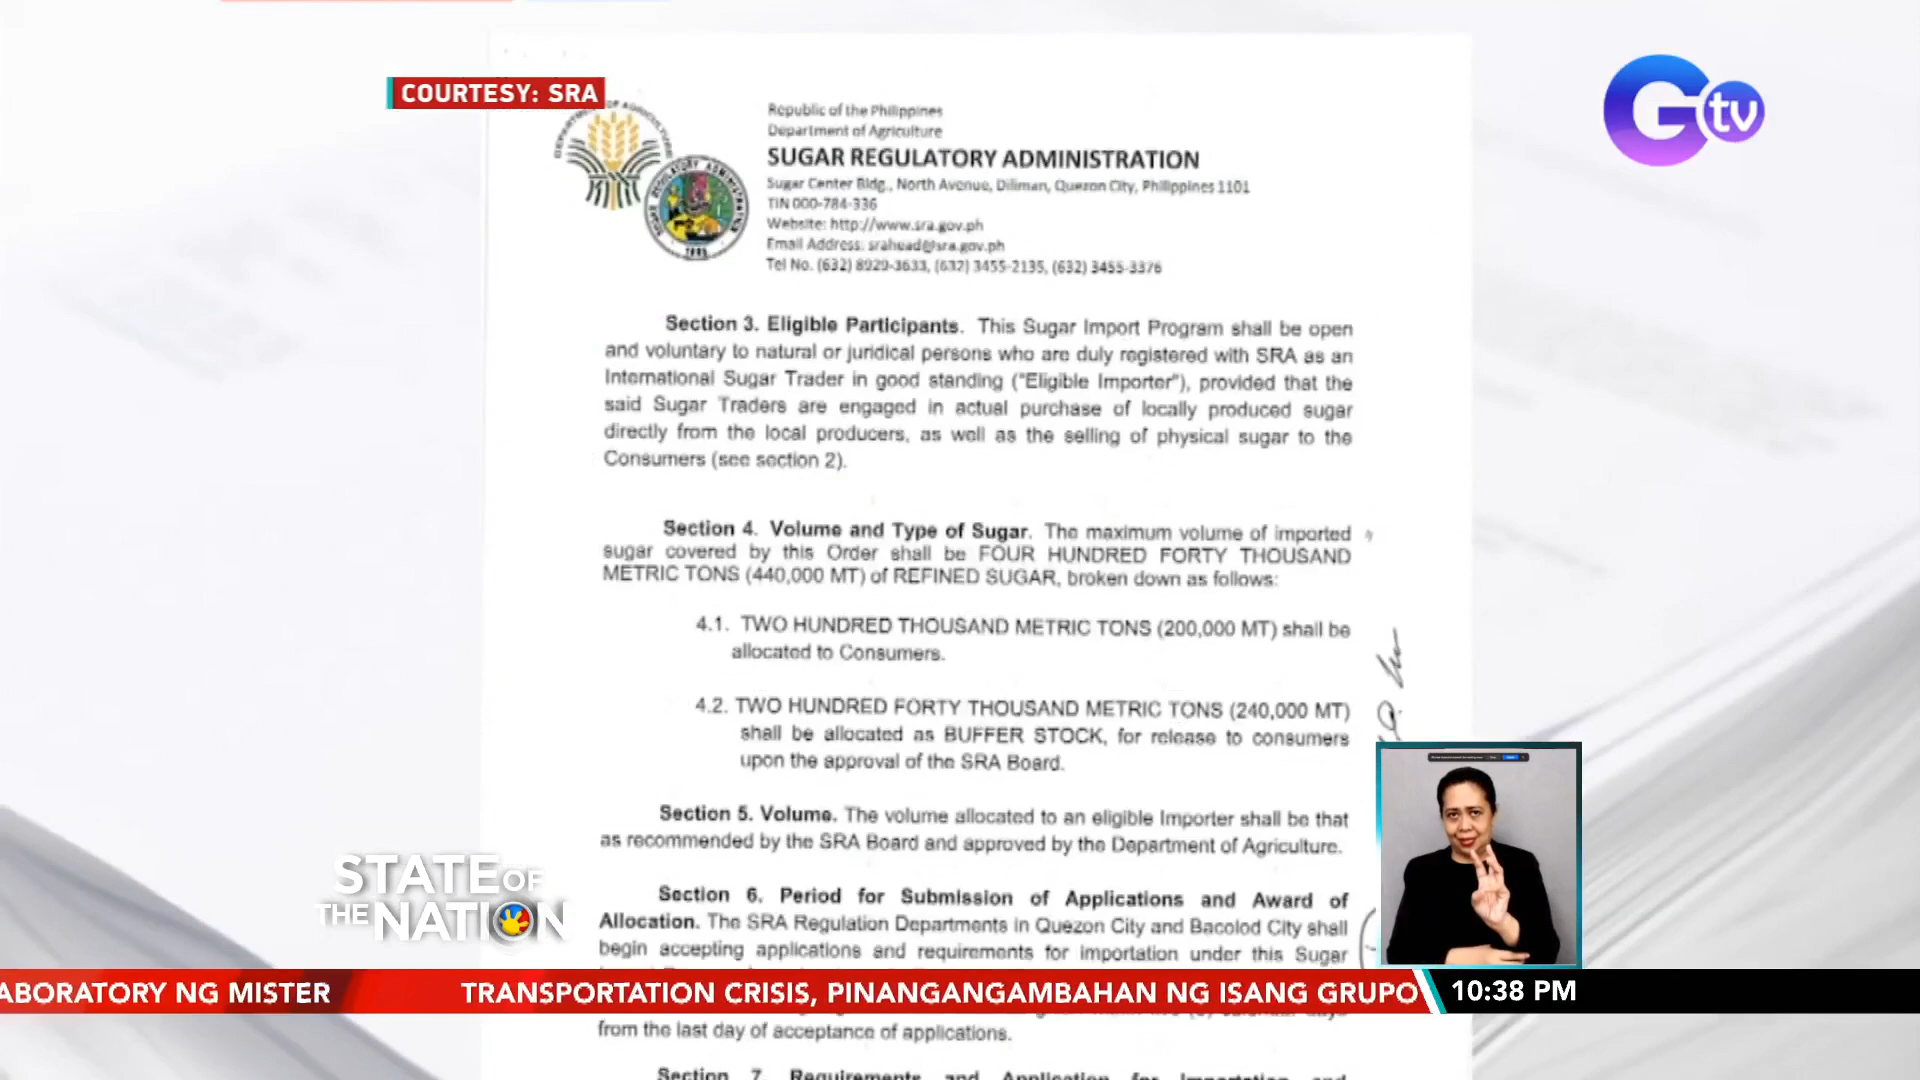 COURTESY: SRA
G tv
Republic of the Philippines
Department of Agriculture
SUGAR REGULATORY ADMINISTRATION
Sugar Center Bldg., North Avenue, Diliman, Quezon City, Philippines 1101
TIN 000-784-336
Website: http://www.sra.gov.ph
Email Address: srahead@sra.gov.ph
Tel No. (632) 8929-3633, (632) 3455-2135, (632) 3455-3376
Section 3. Eligible Participants. This Sugar Import Program shall be open
and voluntary to natural or juridical persons who are duly registered with SRA as an
International Sugar Trader in good standing ("Eligible Importer"), provided that the
said Sugar Traders are engaged in actual purchase of locally produced sugar
directly from the local producers, as well as the selling of physical sugar to the
Consumers (see section 2).
Section 4. Volume and Type of Sugar. The maximum volume of imported
sugar covered by this Order shall be FOUR HUNDRED FORTY THOUSAND
METRIC TONS (440,000 MT) of REFINED SUGAR, broken down as follows:
4.1. TWO HUNDRED THOUSAND METRIC TONS (200,000 MT) shall be
allocated to Consumers.
4.2. TWO HUNDRED FORTY THOUSAND METRIC TONS (240,000 MT)
shall be allocated as BUFFER STOCK, for release to consumers
upon the approval of the SRA Board.
Section 5. Volume. The volume allocated to an eligible Importer shall be that
as recommended by the SRA Board and approved by the Department of Agriculture.
Section 6. Period for Submission of Applications and Award of
Allocation. The SRA Regulation Departments in Quezon City and Bacolod City shall
begin accepting applications and requirements for importation under this Sugar
from the last day of acceptance of applications.
Section 7. Requirements and Application for Importation and
STATE OF
THE NATION
ABORATORY NG MISTER
TRANSPORTATION CRISIS, PINANGANGAMBAHAN NG ISANG GRUPO
10:38 PM